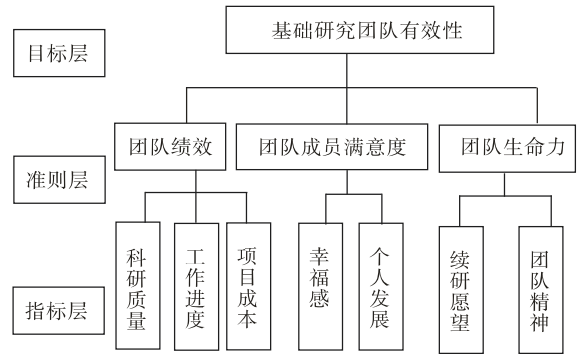 基础研究团队有效性
目标层
团队绩效
团队成员满意度
团队生命力
准则层
科研质量
工作进度
项目成本
幸福感
个人发展
续研愿望
团队精神
指标层